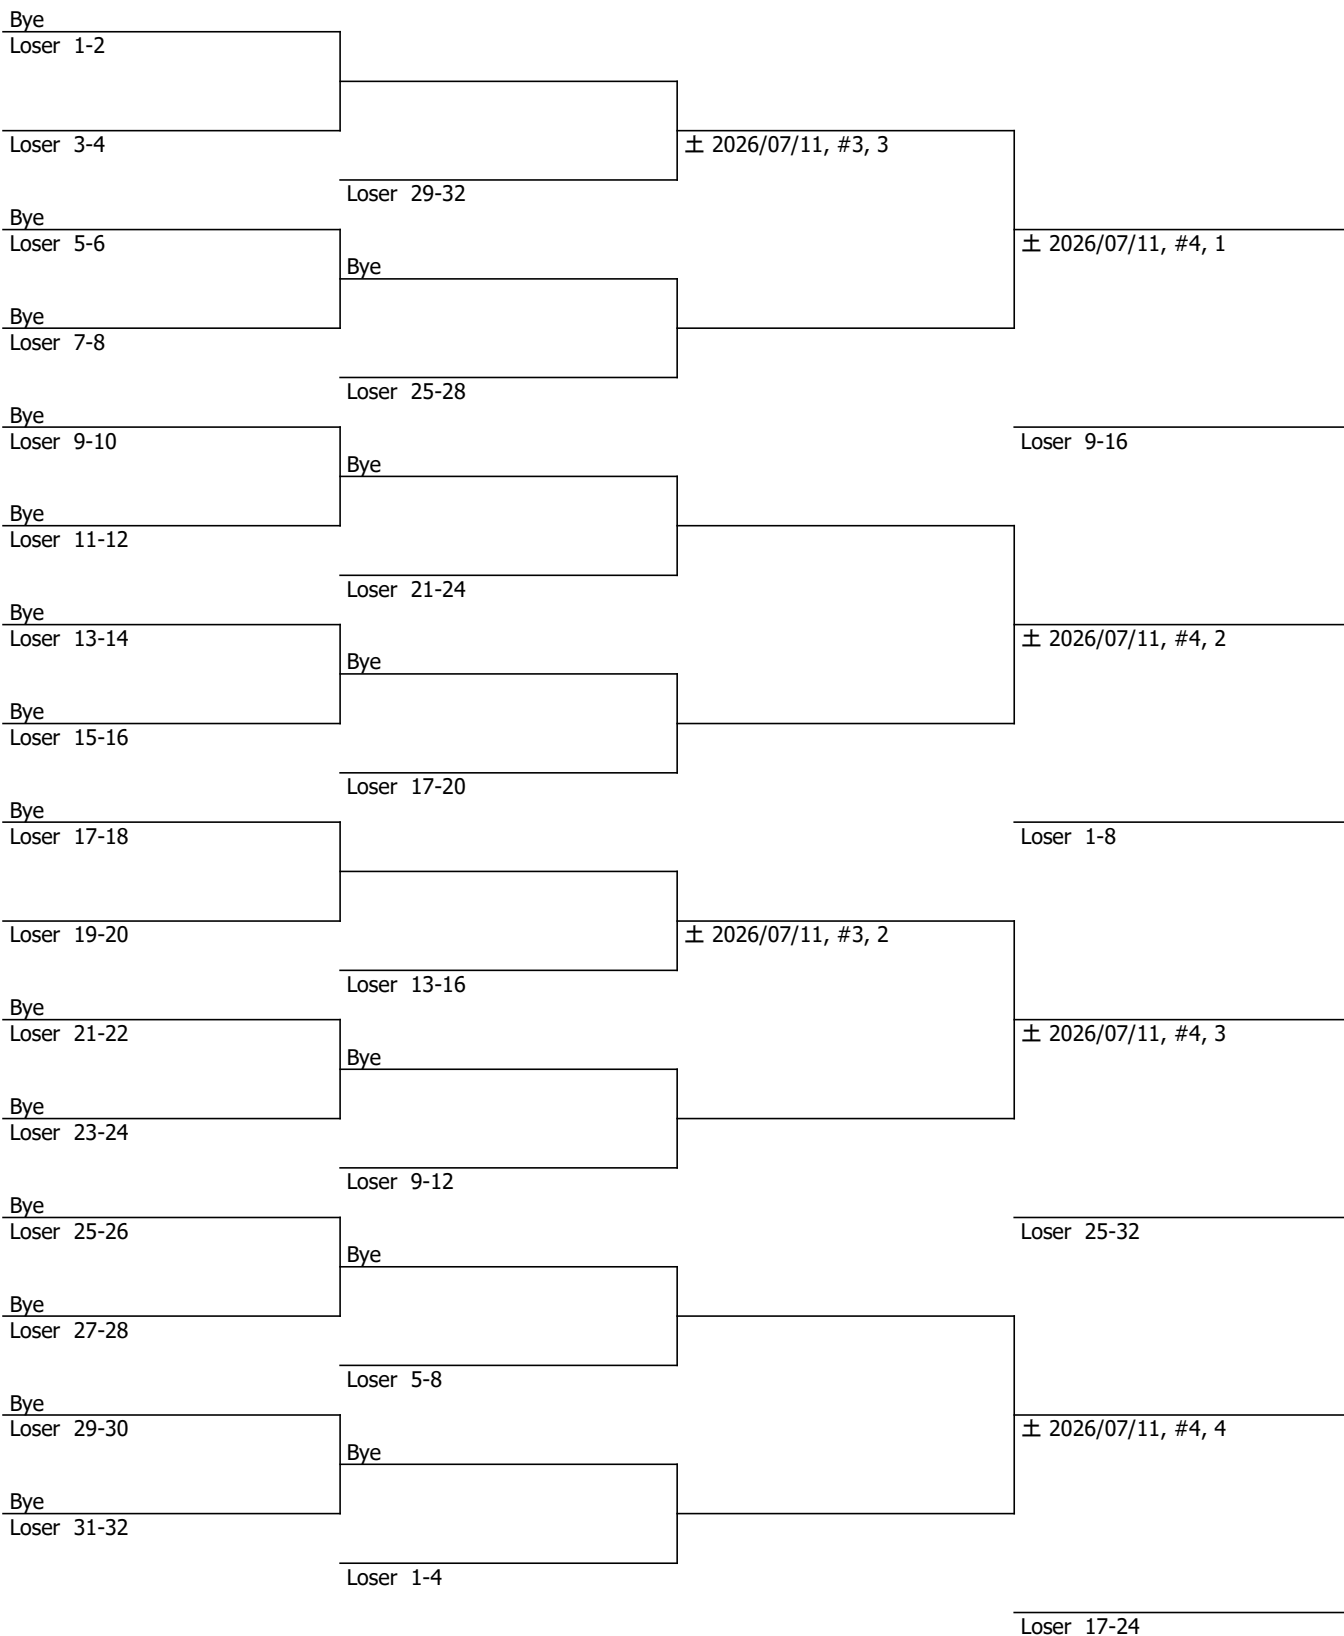 Bye
Loser 1-2
Loser 3-4
土 2026/07/11, #3, 3
Loser 29-32
Bye
Loser 5-6
土 2026/07/11, #4, 1
Bye
Bye
Loser 7-8
Loser 25-28
Bye
Loser 9-10
Loser 9-16
Bye
Bye
Loser 11-12
Loser 21-24
Bye
Loser 13-14
土 2026/07/11, #4, 2
Bye
Bye
Loser 15-16
Loser 17-20
Bye
Loser 17-18
Loser 1-8
Loser 19-20
土 2026/07/11, #3, 2
Loser 13-16
Bye
Loser 21-22
土 2026/07/11, #4, 3
Bye
Bye
Loser 23-24
Loser 9-12
Bye
Loser 25-26
Loser 25-32
Bye
Bye
Loser 27-28
Loser 5-8
Bye
Loser 29-30
土 2026/07/11, #4, 4
Bye
Bye
Loser 31-32
Loser 1-4
Loser 17-24